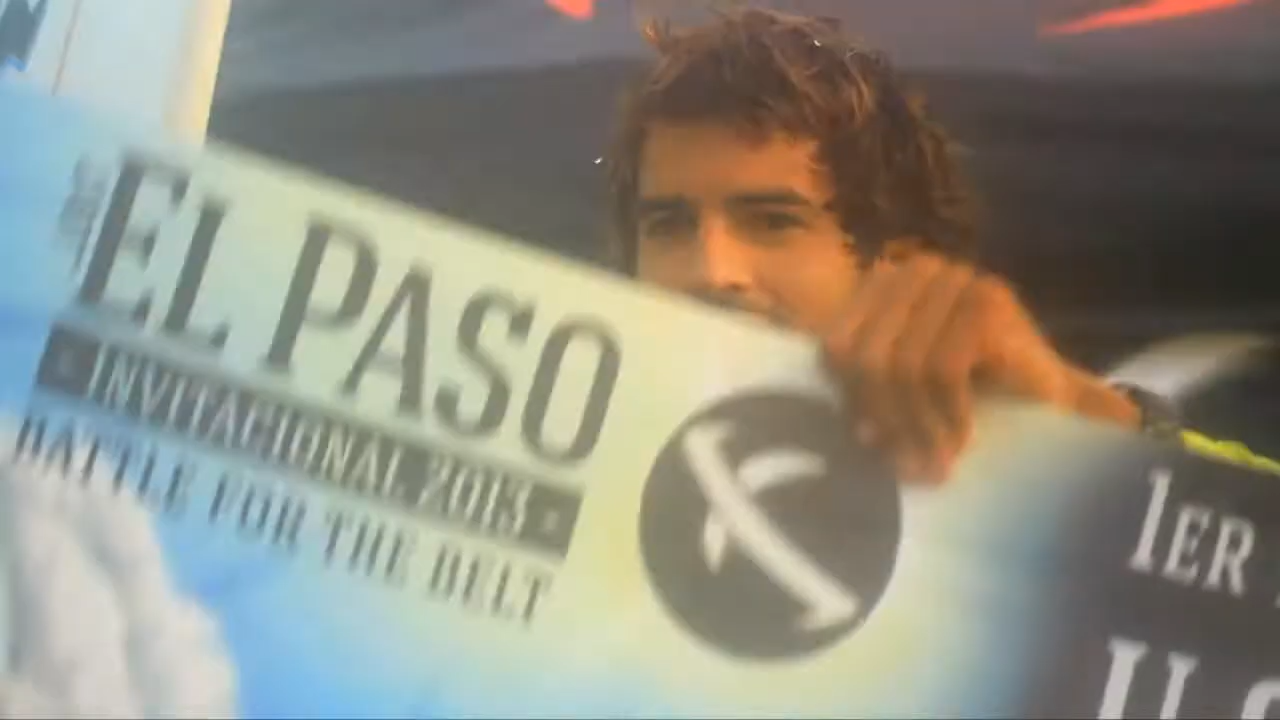 EL PASO
INVITACIONAL 2013
BATTLE FOR THE BELT
1ER